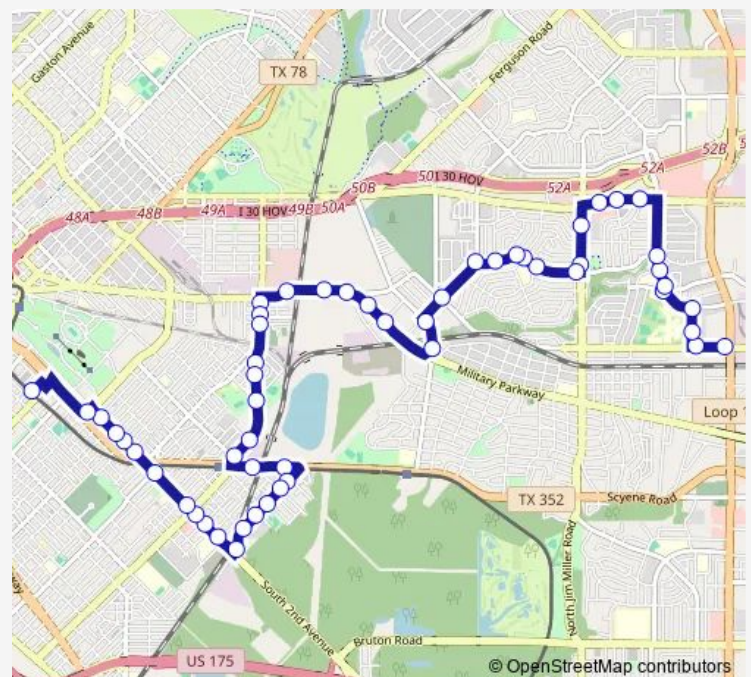 Gaston Avenue
TX 78
Ferguson Road
52B
52A
50
I 30 HOV
52A
50B
48A
48B
49A
I 30 HOV
49B
50A
Military Parkway
Loop 1
TX 352
Scyene Road
North Jim Miller Road
South 2nd Avenue
Bruton Road
US 175
© OpenStreetMap contributors